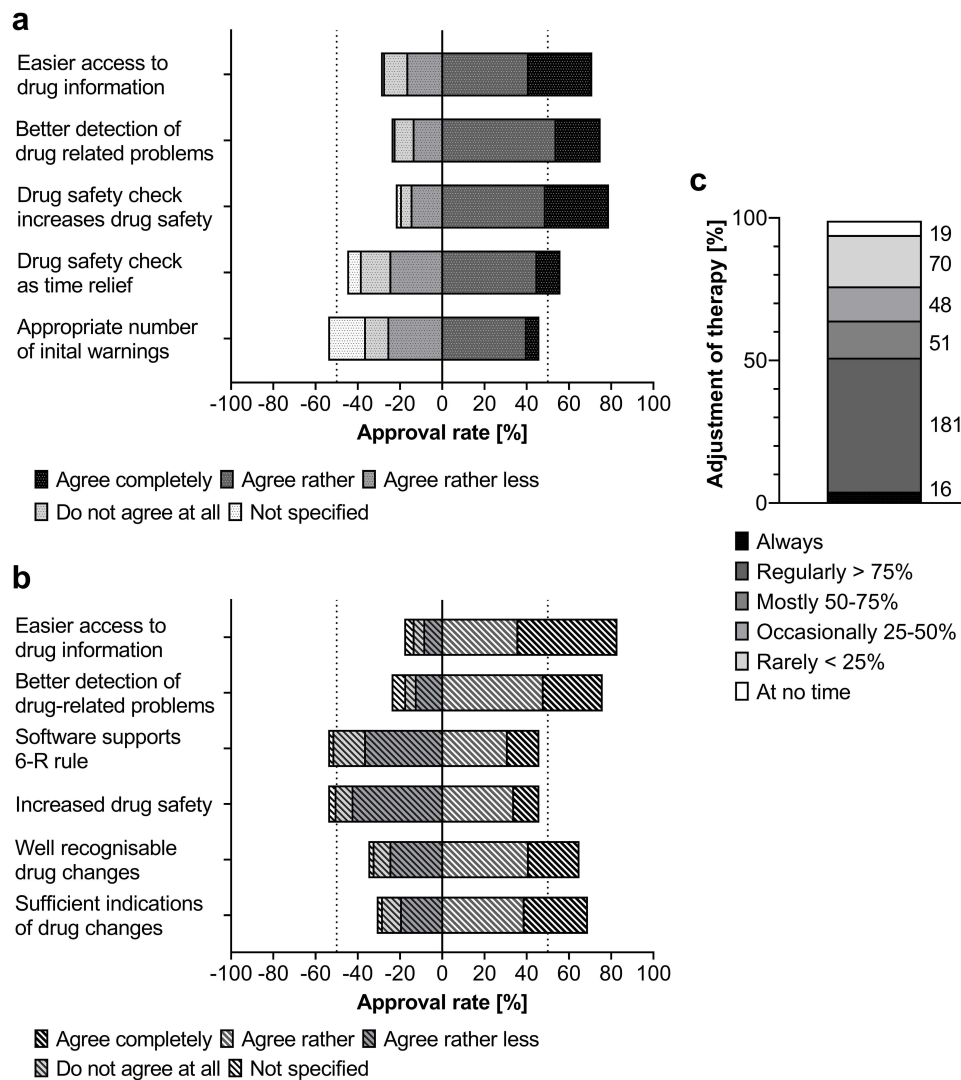 a
Easier access to
drug information
Better detection of
drug related problems
Drug safety check
increases drug safety
Drug safety check
as time relief
Appropriate number
of inital warnings
-100 -80 -60 -40 -20 0 20 40 60 80 100
Approval rate [%]
Agree completely Agree rather Agree rather less
Do not agree at all Not specified
b
Easier access to
drug information
Better detection of
drug-related problems
Software supports
6-R rule
Increased drug safety
Well recognisable
drug changes
Sufficient indications
of drug changes
-100 -80 -60 -40 -20 0 20 40 60 80 100
Approval rate [%]
Agree completely Agree rather Agree rather less
Do not agree at all Not specified
c
Adjustment of therapy [%]
100
50
0
19
70
48
51
181
16
Always
Regularly > 75%
Mostly 50-75%
Occasionally 25-50%
Rarely < 25%
At no time